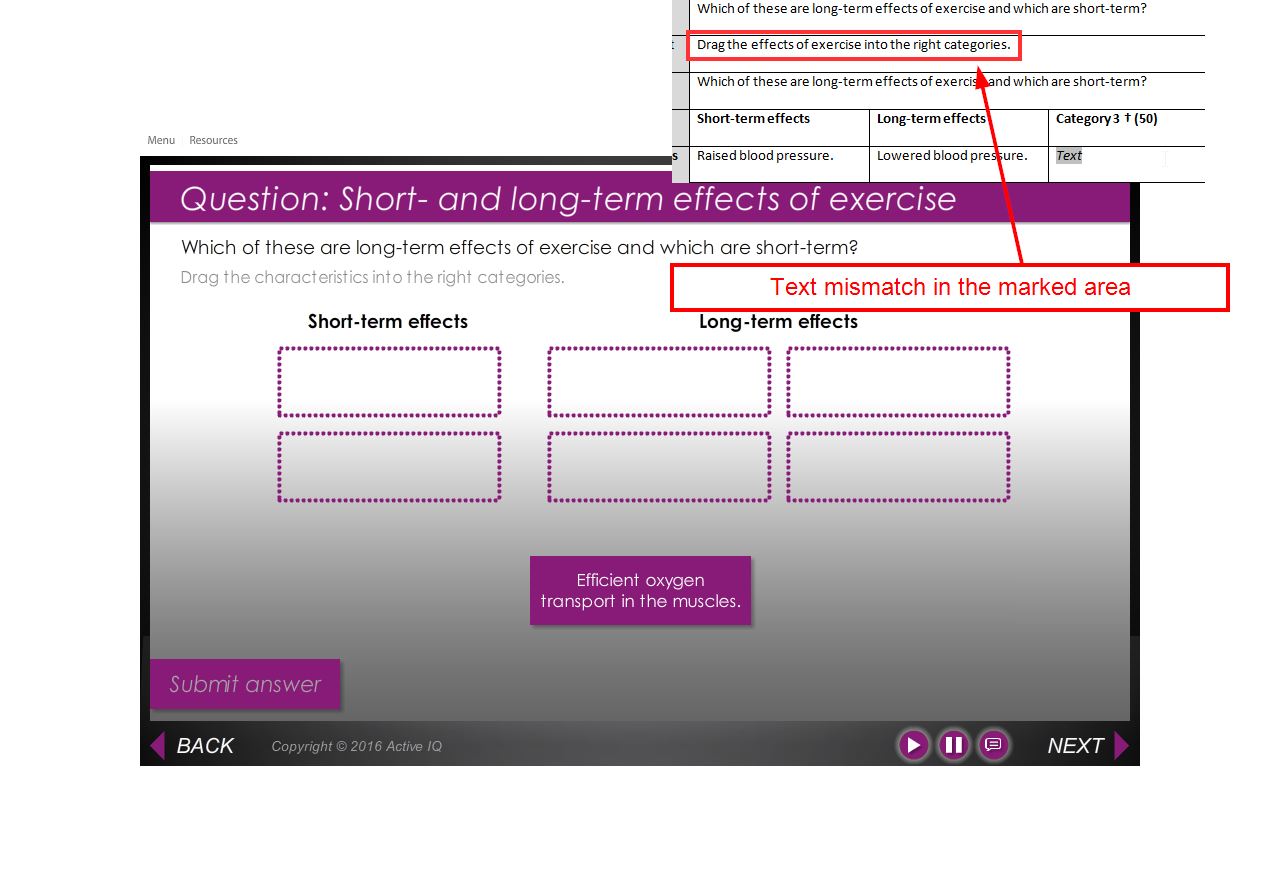 Which of these are long-term effects of exercise and which are short-term?
t Drag the effects of exercise into the right categories.
Which of these are long-term effects of exercise and which are short-term?
Short-term effects Long-term effects Category 3 † (50)
s Raised blood pressure. Lowered blood pressure. Text
Menu Resources
Question: Short- and long-term effects of exercise
Which of these are long-term effects of exercise and which are short-term?
Drag the characteristics into the right categories.
Text mismatch in the marked area
Short-term effects Long-term effects
Efficient oxygen
transport in the muscles.
Submit answer
BACK Copyright © 2016 Active IQ NEXT